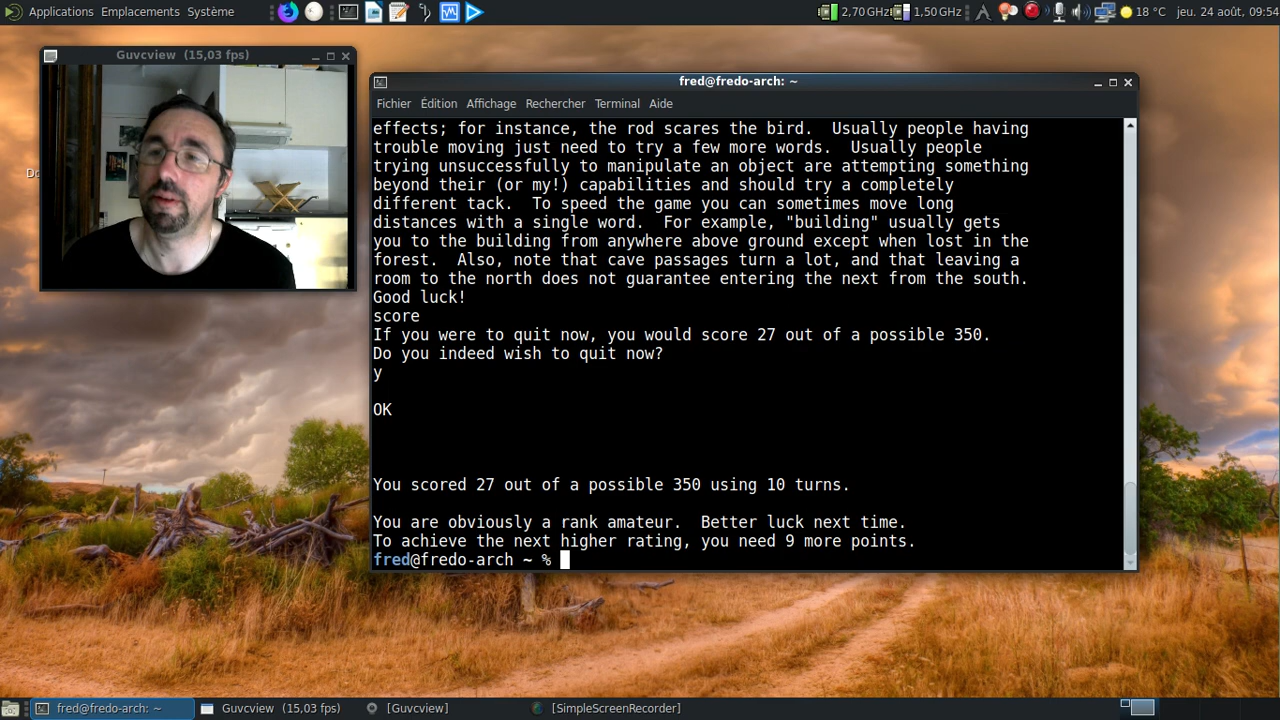 Applications Emplacements Système
2,70 GHz 1,50 GHz 18 °C jeu. 24 août, 09:54
Guvcview (15,03 fps)
fred@fredo-arch: ~
Fichier Édition Affichage Rechercher Terminal Aide
effects; for instance, the rod scares the bird.  Usually people having
trouble moving just need to try a few more words.  Usually people
trying unsuccessfully to manipulate an object are attempting something
beyond their (or my!) capabilities and should try a completely
different tack.  To speed the game you can sometimes move long
distances with a single word.  For example, "building" usually gets
you to the building from anywhere above ground except when lost in the
forest.  Also, note that cave passages turn a lot, and that leaving a
room to the north does not guarantee entering the next from the south.
Good luck!
score
If you were to quit now, you would score 27 out of a possible 350.
Do you indeed wish to quit now?
y
OK
You scored 27 out of a possible 350 using 10 turns.
You are obviously a rank amateur.  Better luck next time.
To achieve the next higher rating, you need 9 more points.
fred@fredo-arch ~ %
fred@fredo-arch: ~ Guvcview (15,03 fps) [Guvcview] [SimpleScreenRecorder]